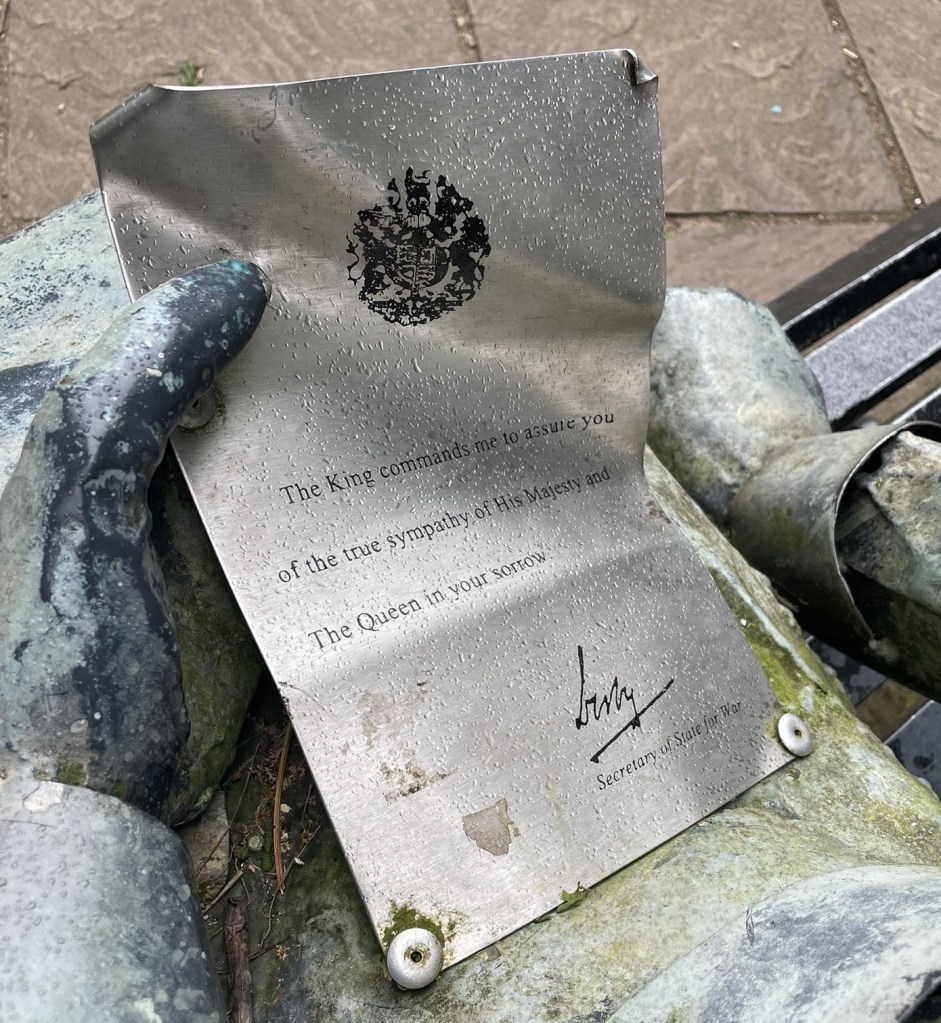 The King commands me to assure you
of the true sympathy of His Majesty and
The Queen in your sorrow
Secretary of State for War